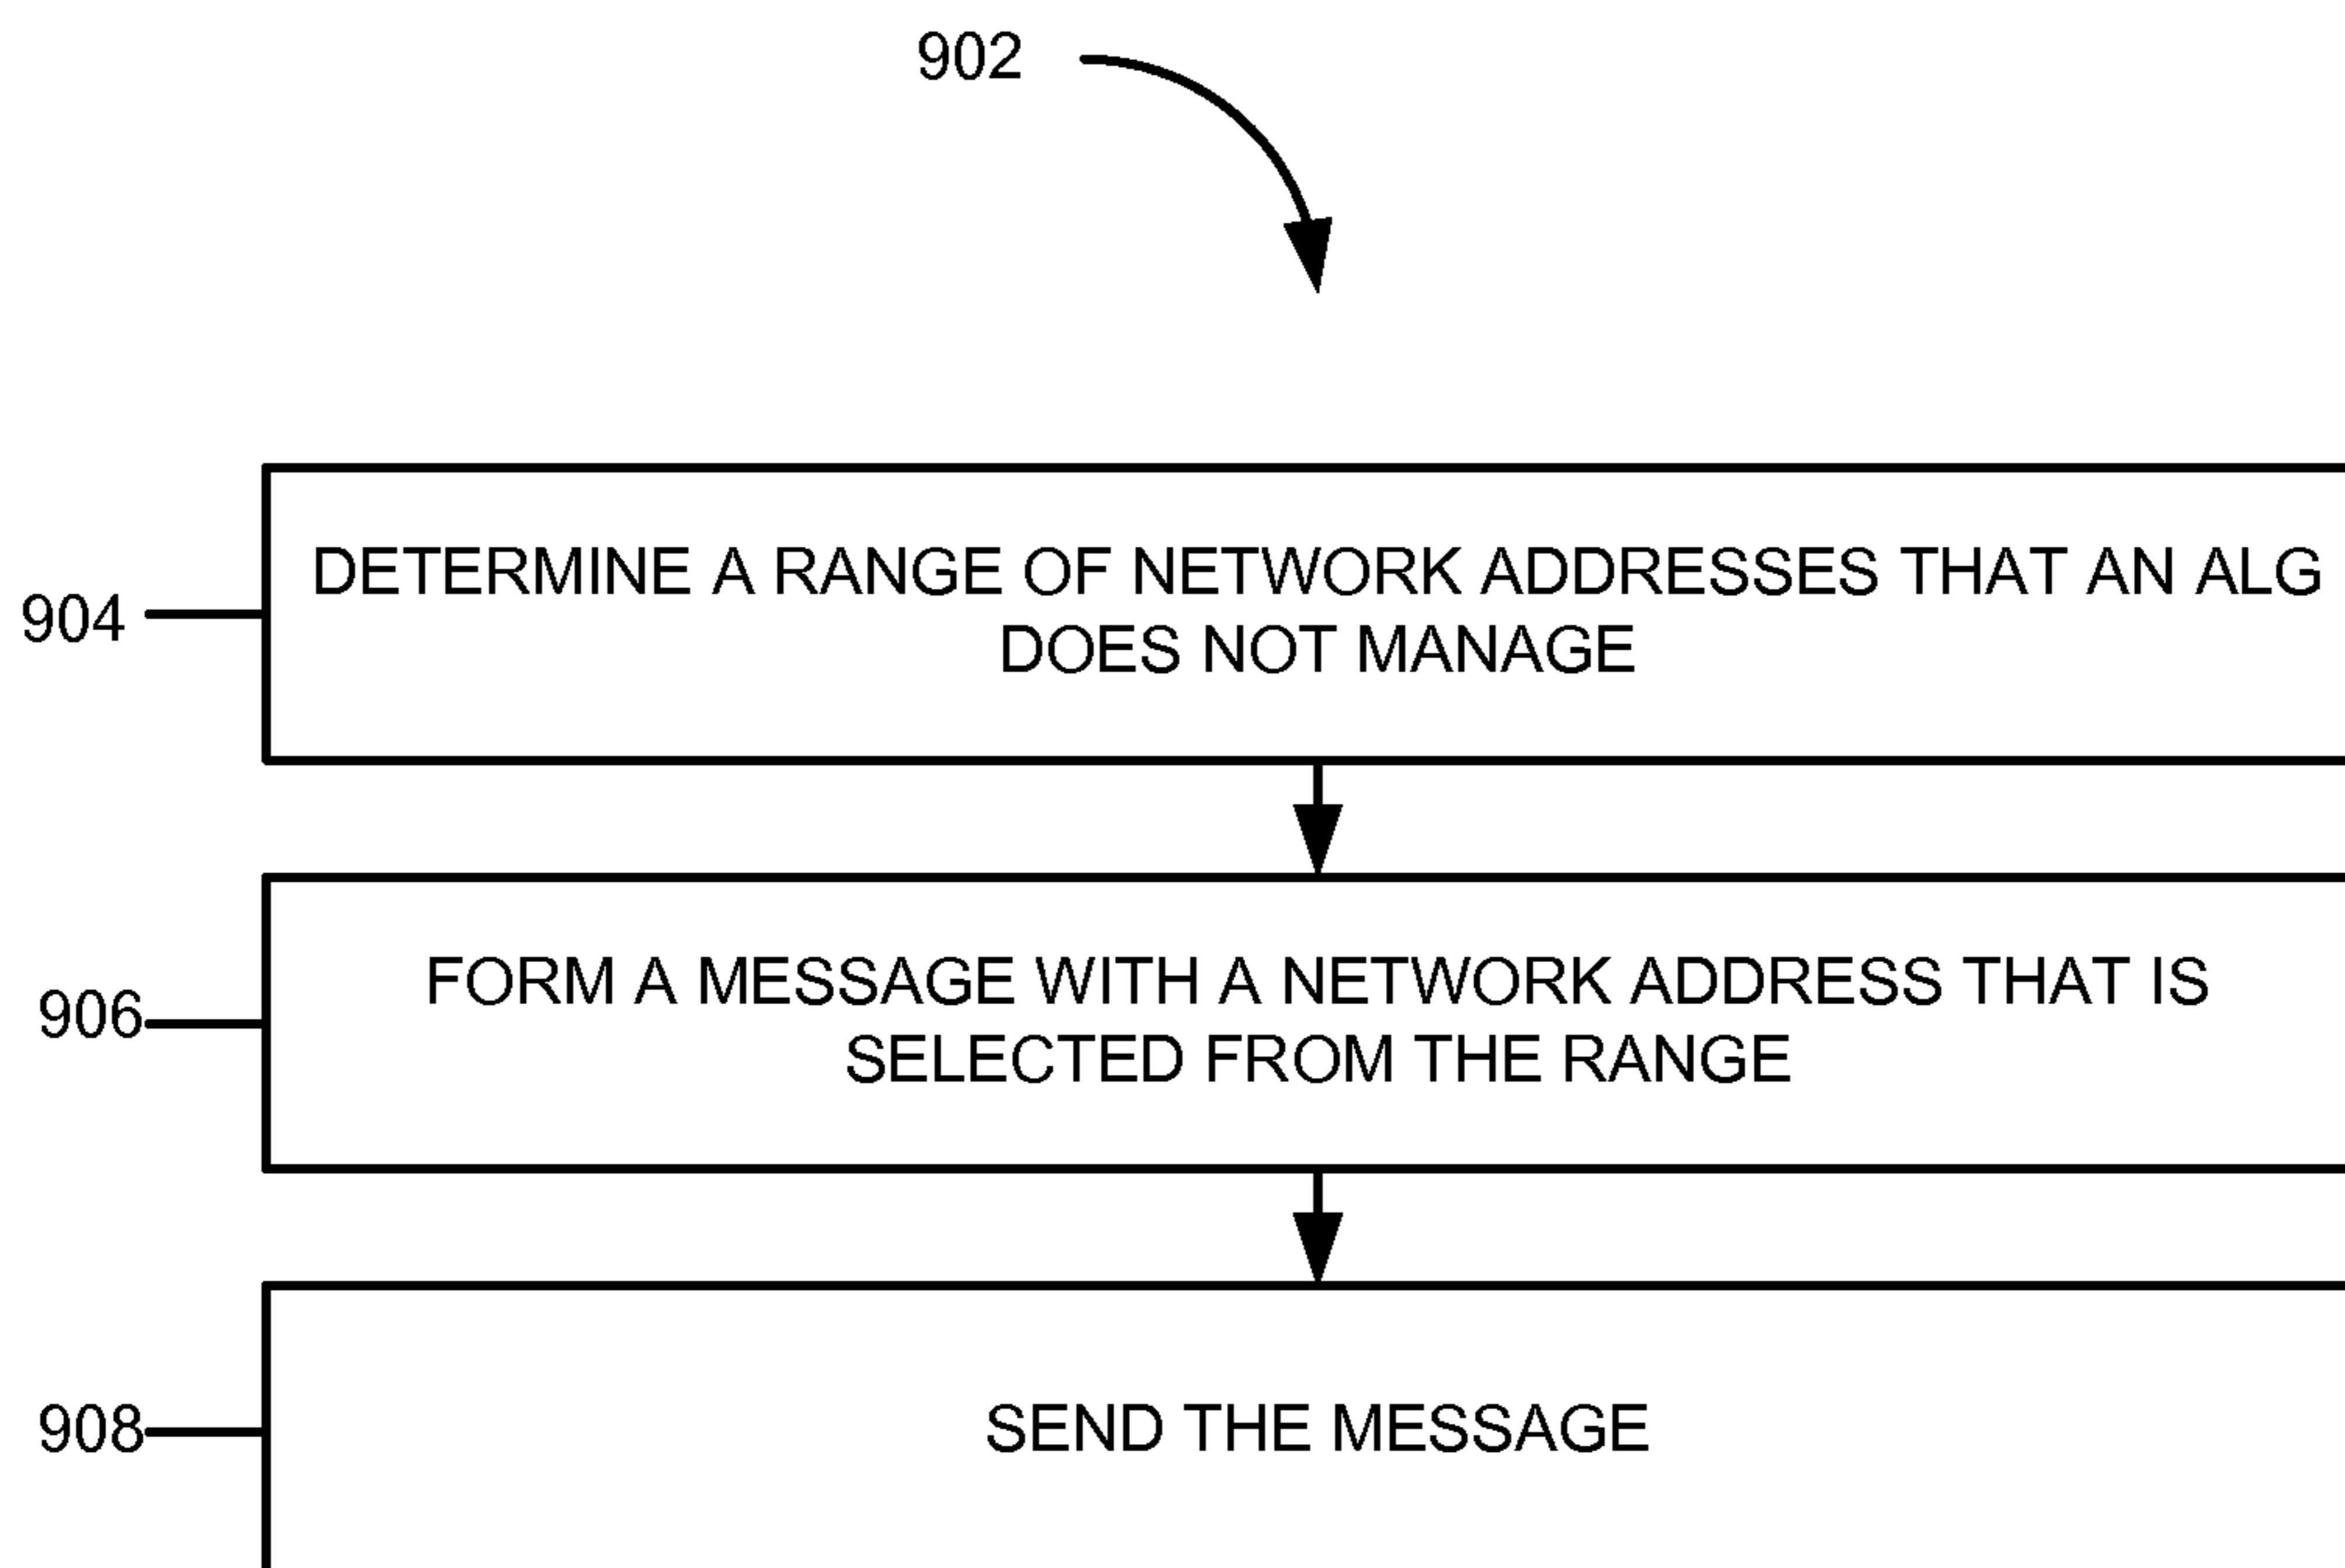 902
904
DETERMINE A RANGE OF NETWORK ADDRESSES THAT AN ALG
DOES NOT MANAGE
906
FORM A MESSAGE WITH A NETWORK ADDRESS THAT IS
SELECTED FROM THE RANGE
908
SEND THE MESSAGE